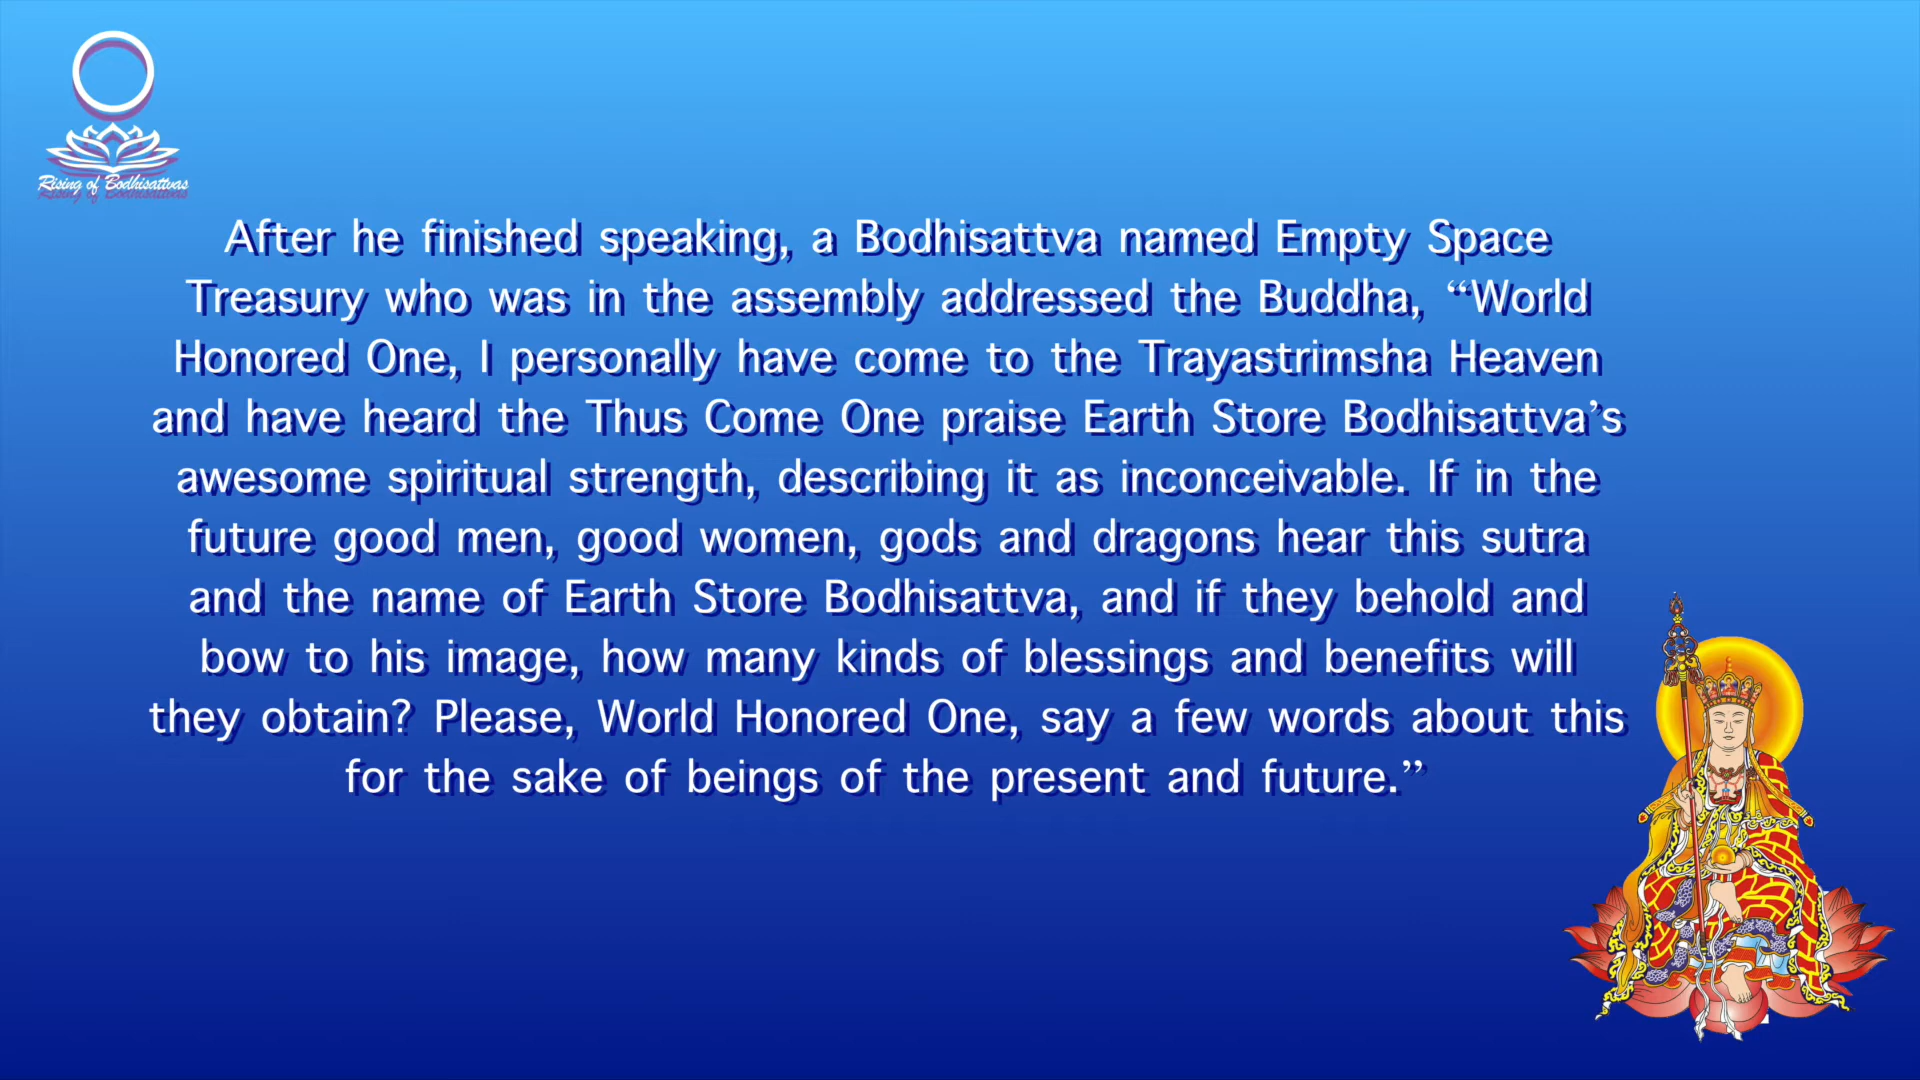 Rising of Bodhisattvas
After he finished speaking, a Bodhisattva named Empty Space
Treasury who was in the assembly addressed the Buddha, “World
Honored One, I personally have come to the Trayastrimsha Heaven
and have heard the Thus Come One praise Earth Store Bodhisattva’s
awesome spiritual strength, describing it as inconceivable. If in the
future good men, good women, gods and dragons hear this sutra
and the name of Earth Store Bodhisattva, and if they behold and
bow to his image, how many kinds of blessings and benefits will
they obtain? Please, World Honored One, say a few words about this
for the sake of beings of the present and future.”